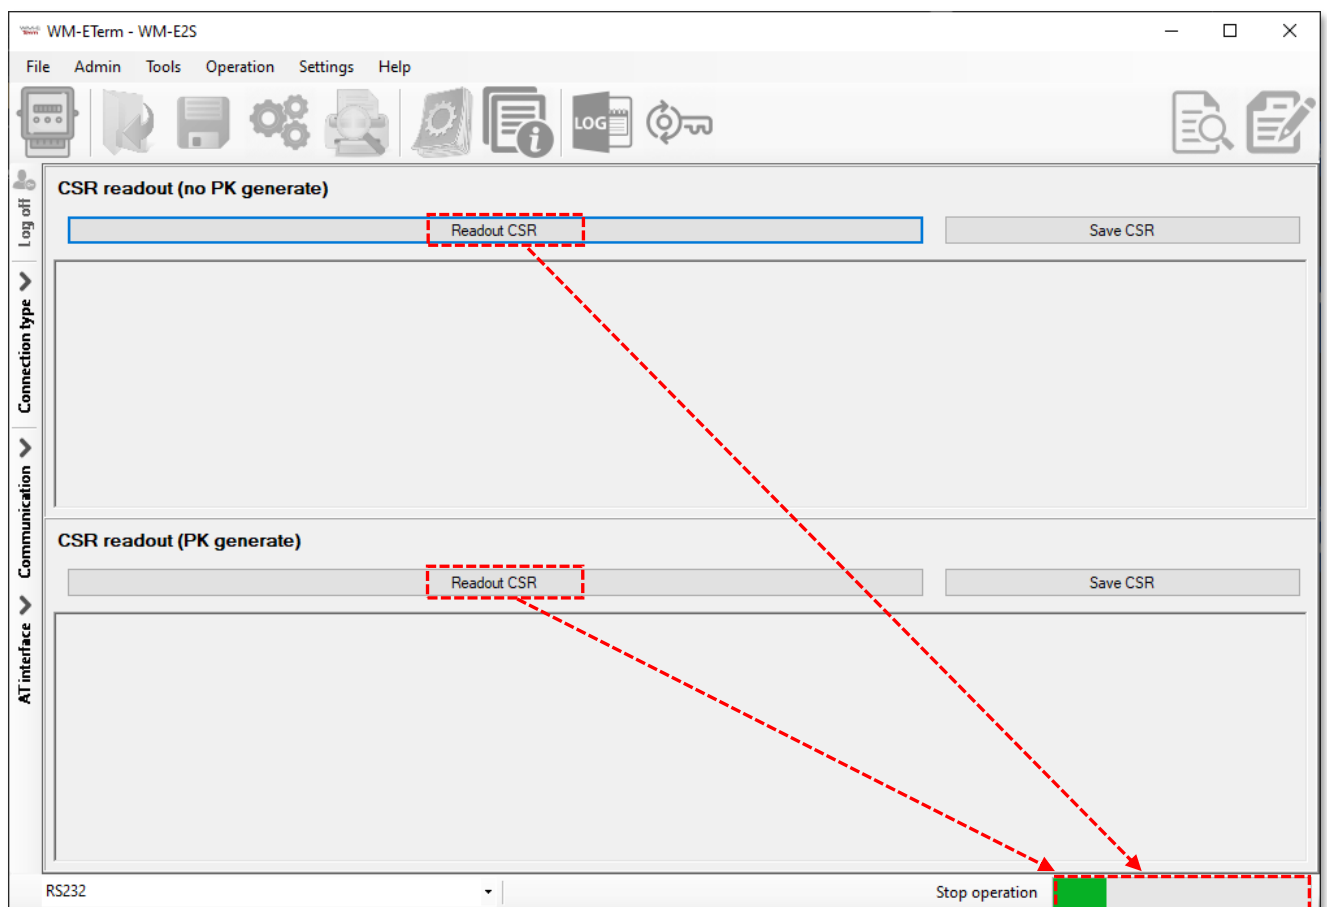 WM-ETerm - WM-E2S
File Admin Tools Operation Settings Help
LOG
Log off
Connection type
Communication
AT interface
CSR readout (no PK generate)
Readout CSR
Save CSR
CSR readout (PK generate)
Readout CSR
Save CSR
RS232
Stop operation